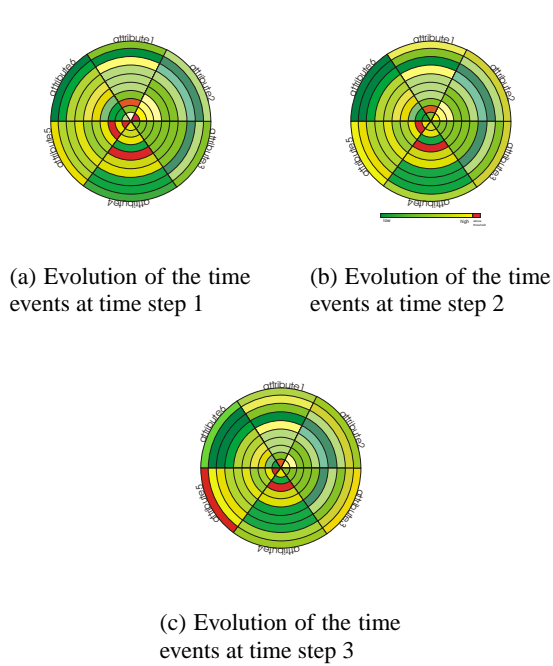 attribute1
attribute6
attribute2
attribute5
attribute3
attribute4
attribute1
attribute6
attribute2
attribute5
attribute3
attribute4
low
high
(a) Evolution of the time
events at time step 1
(b) Evolution of the time
events at time step 2
attribute1
attribute6
attribute2
attribute5
attribute3
attribute4
(c) Evolution of the time
events at time step 3